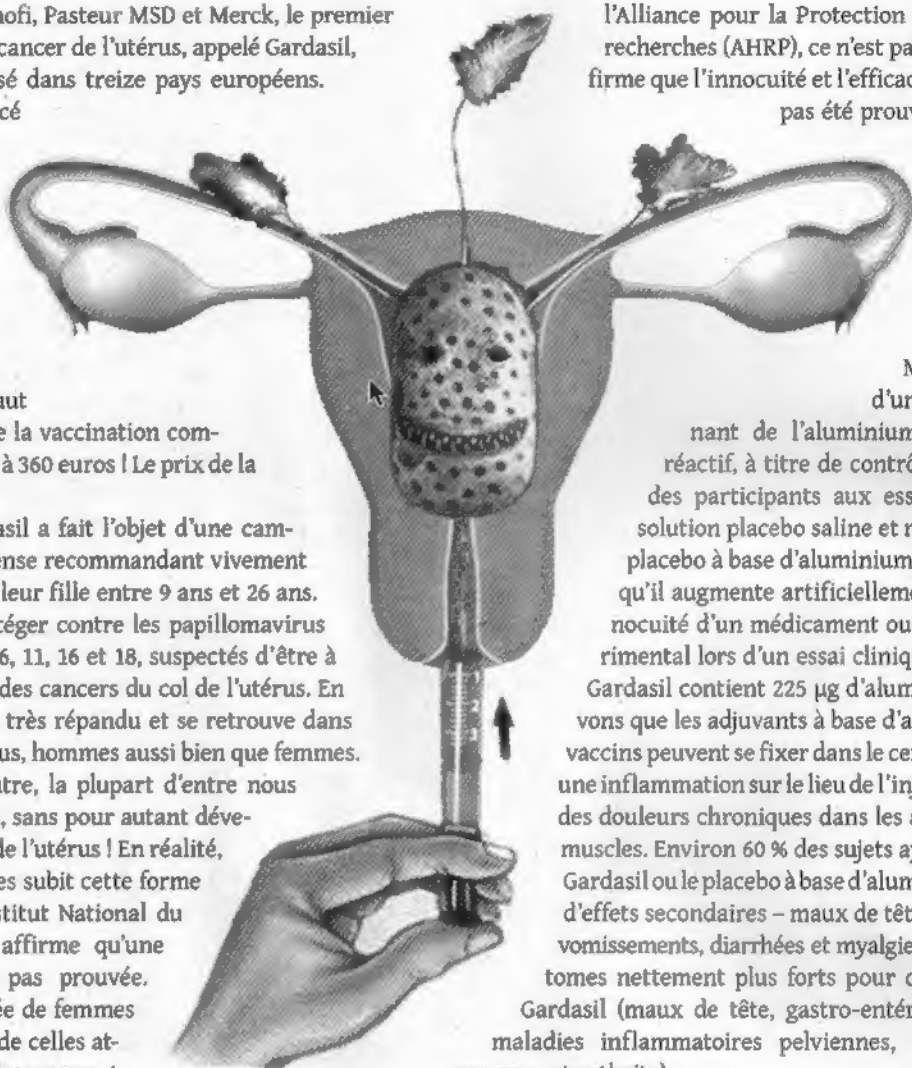 nofi, Pasteur MSD et Merck, le premier
cancer de l'utérus, appelé Gardasil,
sé dans treize pays européens.
cé
aut
e la vaccination com-
à 360 euros ! Le prix de la
asil a fait l'objet d'une cam-
ense recommandant vivement
leur fille entre 9 ans et 26 ans.
téger contre les papillomavirus
6, 11, 16 et 18, suspectés d'être à
des cancers du col de l'utérus. En
très répandu et se retrouve dans
us, hommes aussi bien que femmes.
utre, la plupart d'entre nous
, sans pour autant déve-
de l'utérus ! En réalité,
es subit cette forme
stitut National du
affirme qu'une
pas prouvée.
ée de femmes
de celles at-
l'Alliance pour la Protection
recherches (AHRP), ce n'est pa
firme que l'innocuité et l'effica
pas été prouv
M
d'un
nant de l'aluminium
réactif, à titre de contrô
des participants aux ess
solution placebo saline et n
placebo à base d'aluminium
qu'il augmente artificielleme
nocuité d'un médicament ou
rimental lors d'un essai cliniq
Gardasil contient 225 µg d'alum
vons que les adjuvants à base d'a
vaccins peuvent se fixer dans le ce
une inflammation sur le lieu de l'inj
des douleurs chroniques dans les a
muscles. Environ 60 % des sujets a
Gardasil ou le placebo à base d'alum
d'effets secondaires – maux de têt
vomissements, diarrhées et myalgie
tomes nettement plus forts pour c
Gardasil (maux de tête, gastro-entér
maladies inflammatoires pelviennes,